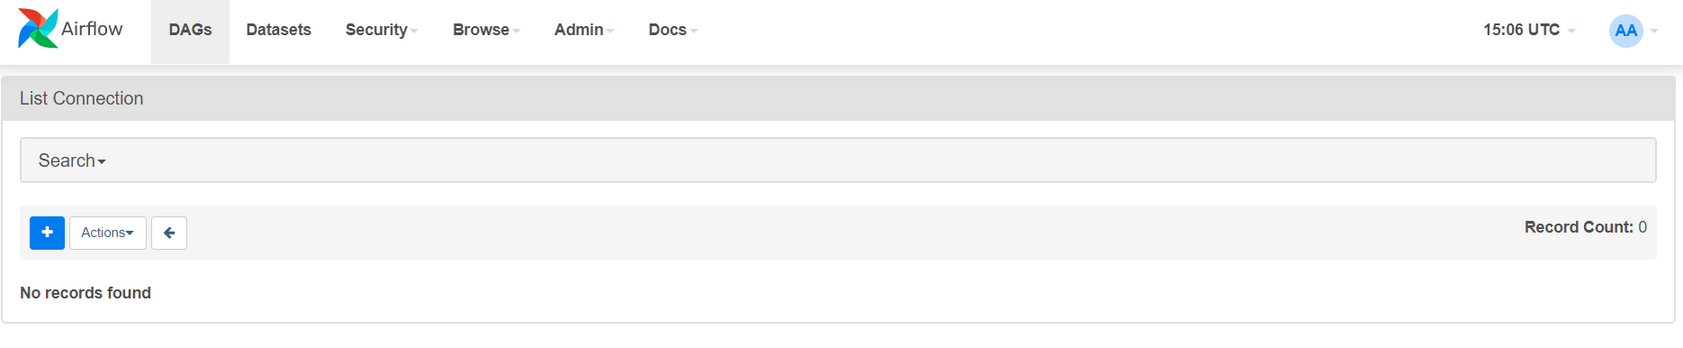 Airflow DAGs Datasets Security Browse Admin Docs 15:06 UTC AA
List Connection
Search
+ Actions Record Count: 0
No records found